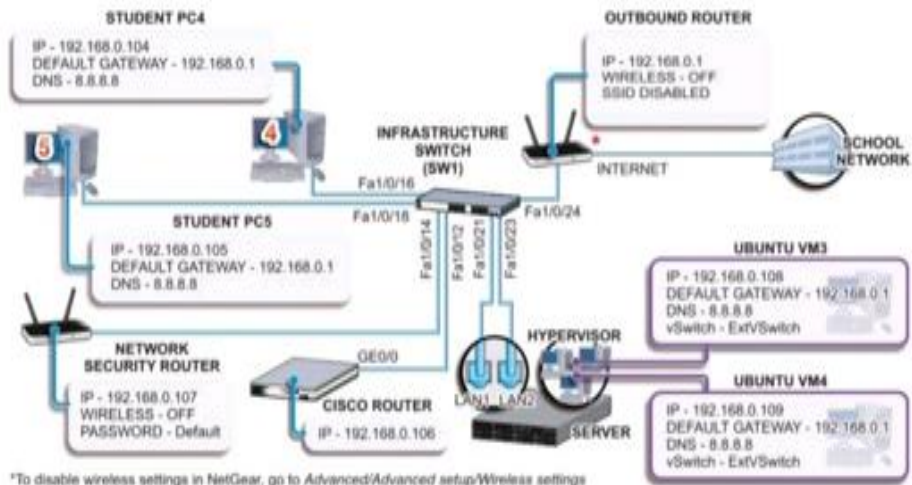 STUDENT PC4
IP - 192.168.0.104
DEFAULT GATEWAY - 192.168.0.1
DNS - 8.8.8.8
OUTBOUND ROUTER
IP - 192.168.0.1
WIRELESS - OFF
SSID DISABLED
4
5
INFRASTRUCTURE
SWITCH
(SW1)
*
INTERNET
SCHOOL
NETWORK
Fa1/0/16
Fa1/0/18
Fa1/0/14
Fa1/0/12
Fa1/0/21
Fa1/0/23
Fa1/0/24
STUDENT PC5
IP - 192.168.0.105
DEFAULT GATEWAY - 192.168.0.1
DNS - 8.8.8.8
UBUNTU VM3
IP - 192.168.0.108
DEFAULT GATEWAY - 192.168.0.1
DNS - 8.8.8.8
vSwitch - ExtVSwitch
NETWORK
SECURITY ROUTER
IP - 192.168.0.107
WIRELESS - OFF
PASSWORD - Default
GE0/0
CISCO ROUTER
IP - 192.168.0.106
HYPERVISOR
LAN1 LAN2
SERVER
UBUNTU VM4
IP - 192.168.0.109
DEFAULT GATEWAY - 192.168.0.1
DNS - 8.8.8.8
vSwitch - ExtVSwitch
*To disable wireless settings in NetGear, go to Advanced/Advanced setup/Wireless settings